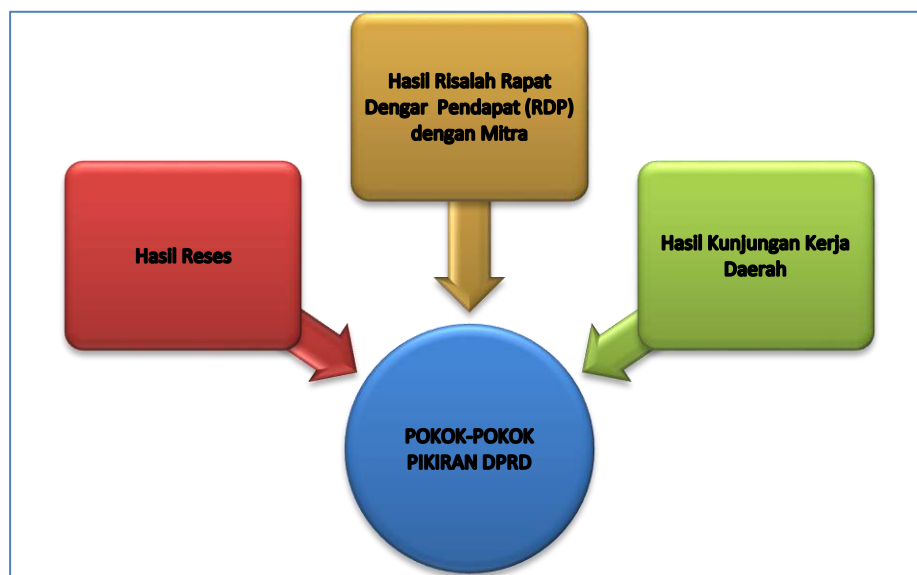 Hasil Risalah Rapat
Dengar Pendapat (RDP)
dengan Mitra
Hasil Reses
Hasil Kunjungan Kerja
Daerah
POKOK-POKOK
PIKIRAN DPRD